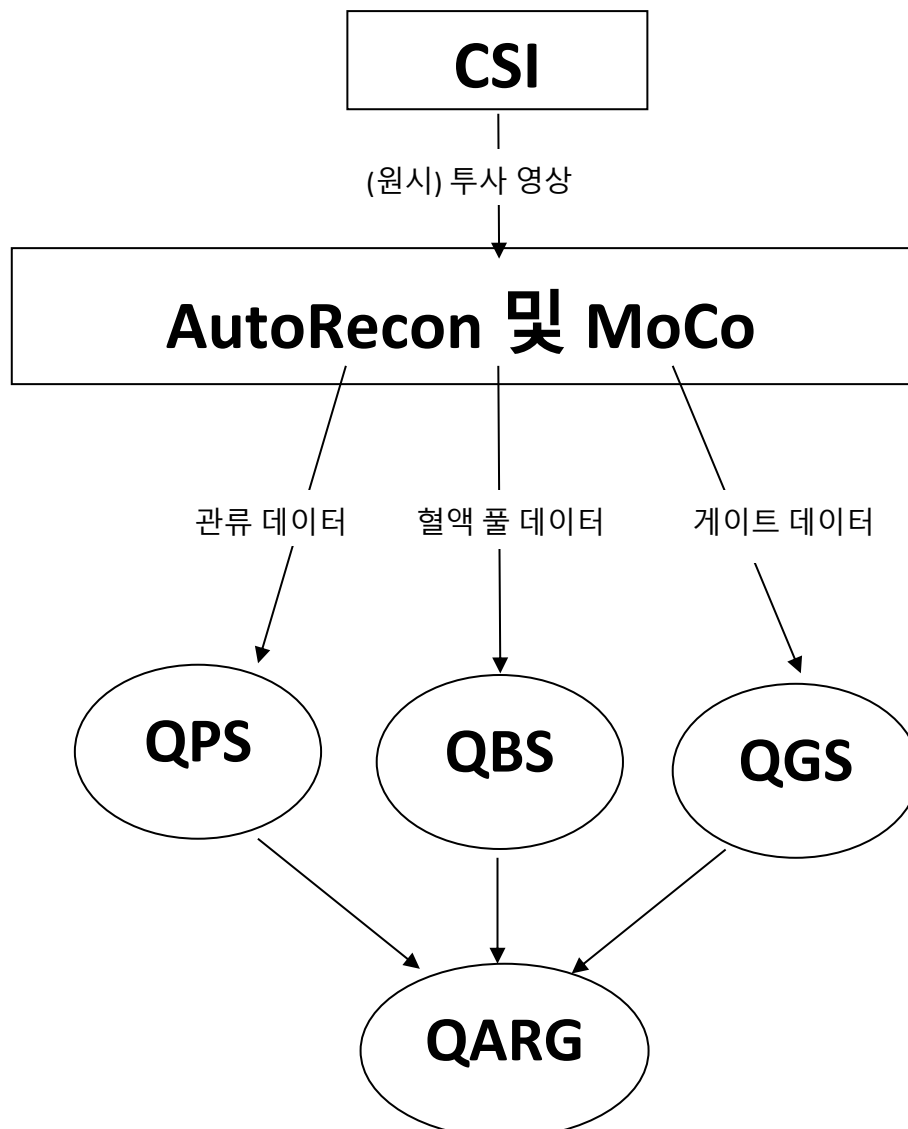 CSI
(원시) 투사 영상
AutoRecon 및 MoCo
관류 데이터
혈액 풀 데이터
게이트 데이터
QPS
QBS
QGS
QARG